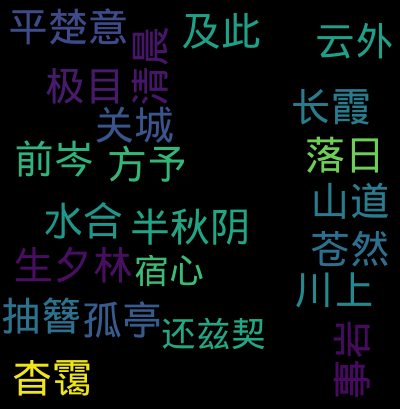 平楚意
及此
云外
极目
清晨
长霞
关城
前岑
方予
落日
山道
水合
半秋阴
苍然
生夕林
宿心
川上
抽簪
孤亭
还兹契
杳霭
事岩